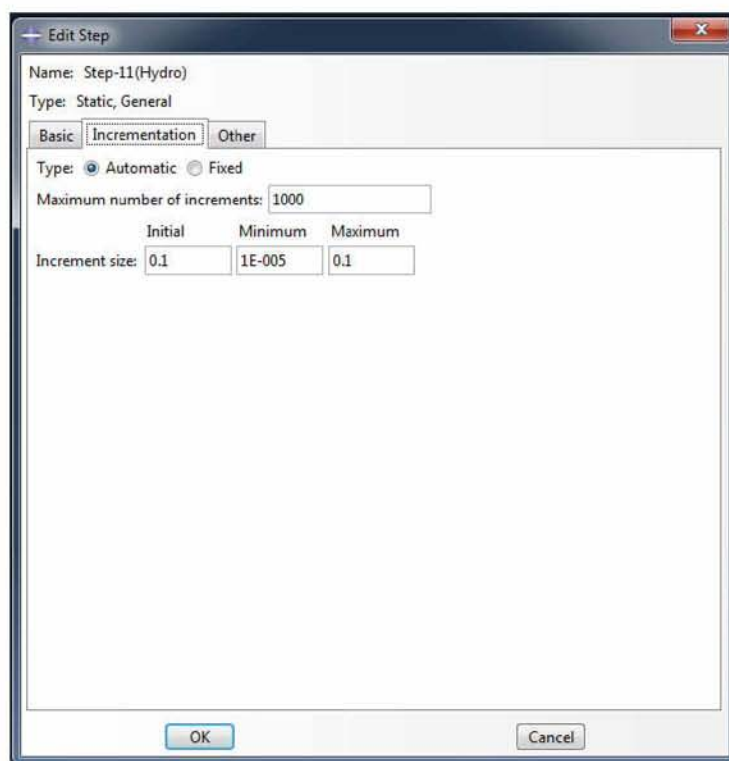 Edit Step
X
Name: Step-11(Hydro)
Type: Static, General
Basic Incrementation Other
Type: Automatic Fixed
Maximum number of increments: 1000
Initial Minimum Maximum
Increment size: 0.1 1E-005 0.1
OK Cancel